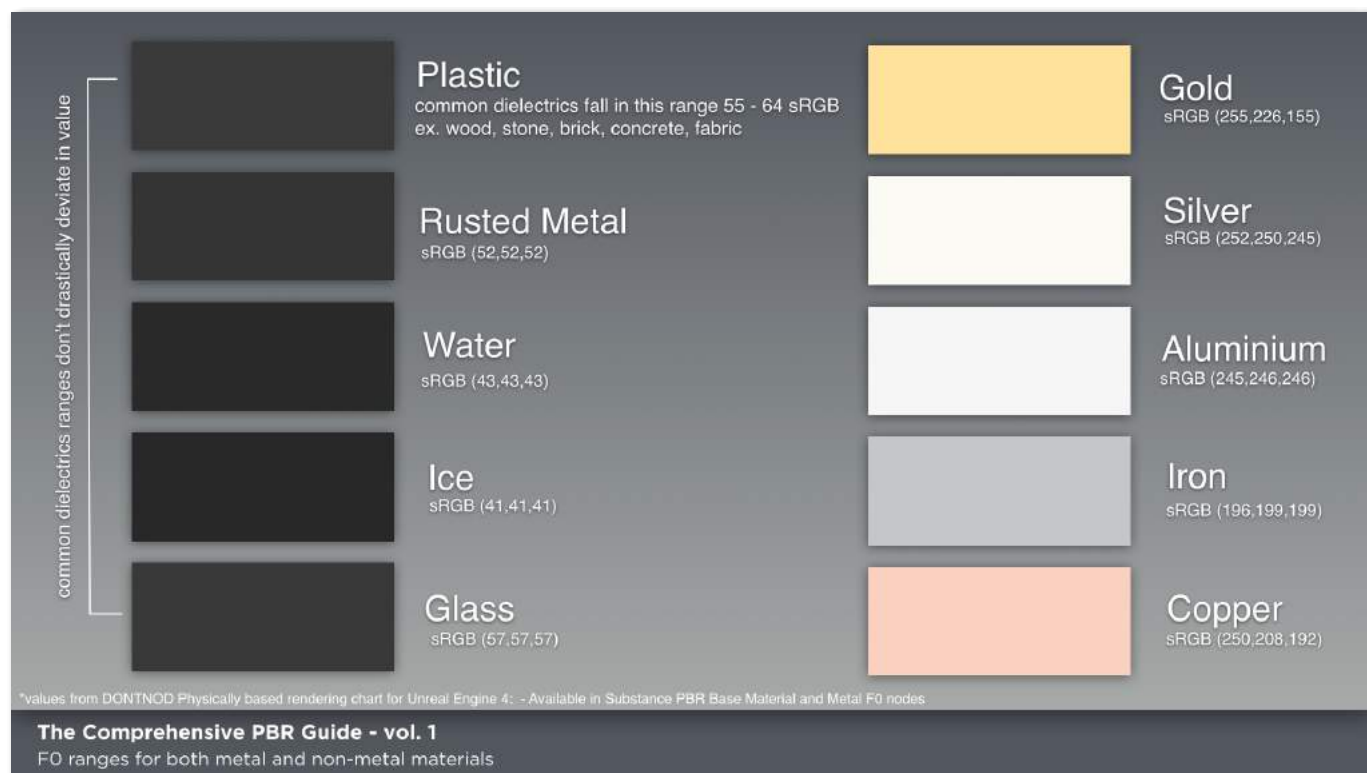 common dielectrics ranges don't drastically deviate in value
Plastic
common dielectrics fall in this range 55 - 64 sRGB
ex. wood, stone, brick, concrete, fabric
Rusted Metal
sRGB (52,52,52)
Water
sRGB (43,43,43)
Ice
sRGB (41,41,41)
Glass
sRGB (57,57,57)
Gold
sRGB (255,226,155)
Silver
sRGB (252,250,245)
Aluminium
sRGB (245,246,246)
Iron
sRGB (196,199,199)
Copper
sRGB (250,208,192)
*values from DONTNOD Physically based rendering chart for Unreal Engine 4: - Available in Substance PBR Base Material and Metal F0 nodes
The Comprehensive PBR Guide - vol. 1
F0 ranges for both metal and non-metal materials